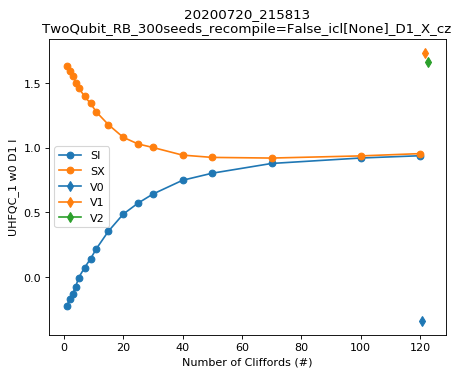 20200720_215813
TwoQubit_RB_300seeds_recompile=False_icl[None]_D1_X_cz
UHFQC_1 w0 D1 I
1.5
1.0
0.5
0.0
SI
SX
V0
V1
V2
0 20 40 60 80 100 120
Number of Cliffords (#)